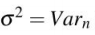 σ² = Varₙ